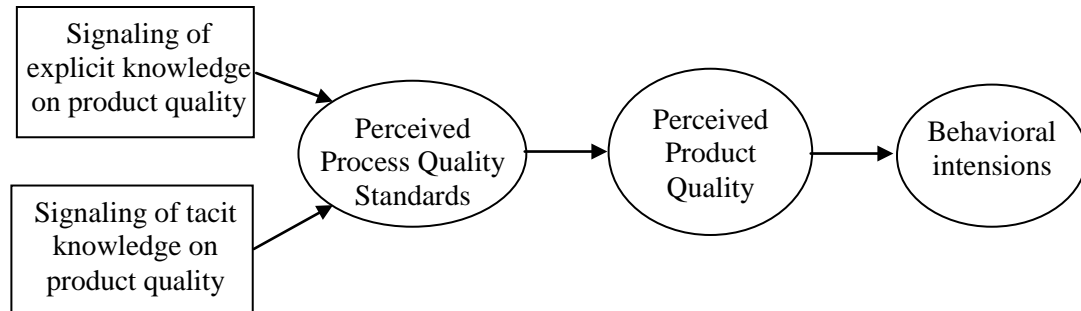 Signaling of
explicit knowledge
on product quality
Signaling of tacit
knowledge on
product quality
Perceived
Process Quality
Standards
Perceived
Product
Quality
Behavioral
intensions